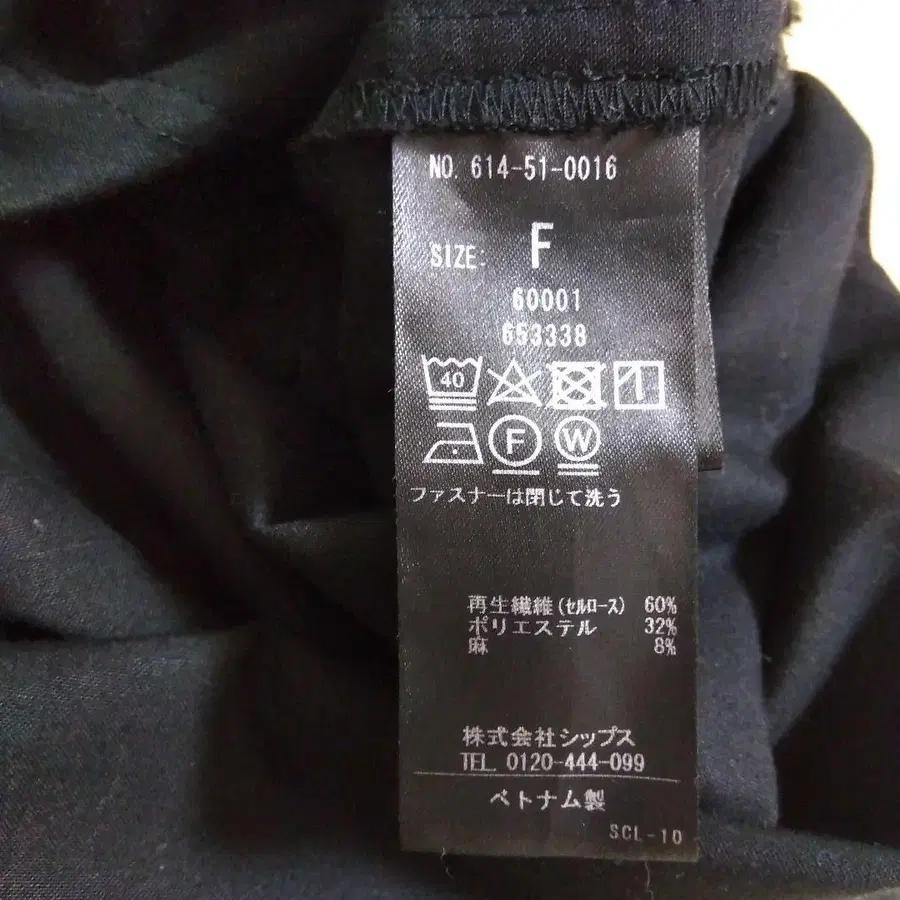 NO. 614-51-0016
SIZE: F
60001
653338
40
F W
ファスナーは閉じて洗う
再生繊維(セルロース) 60%
ポリエステル 32%
麻 8%
株式会社シップス
TEL 0120-444-099
ベトナム製
SCL-10